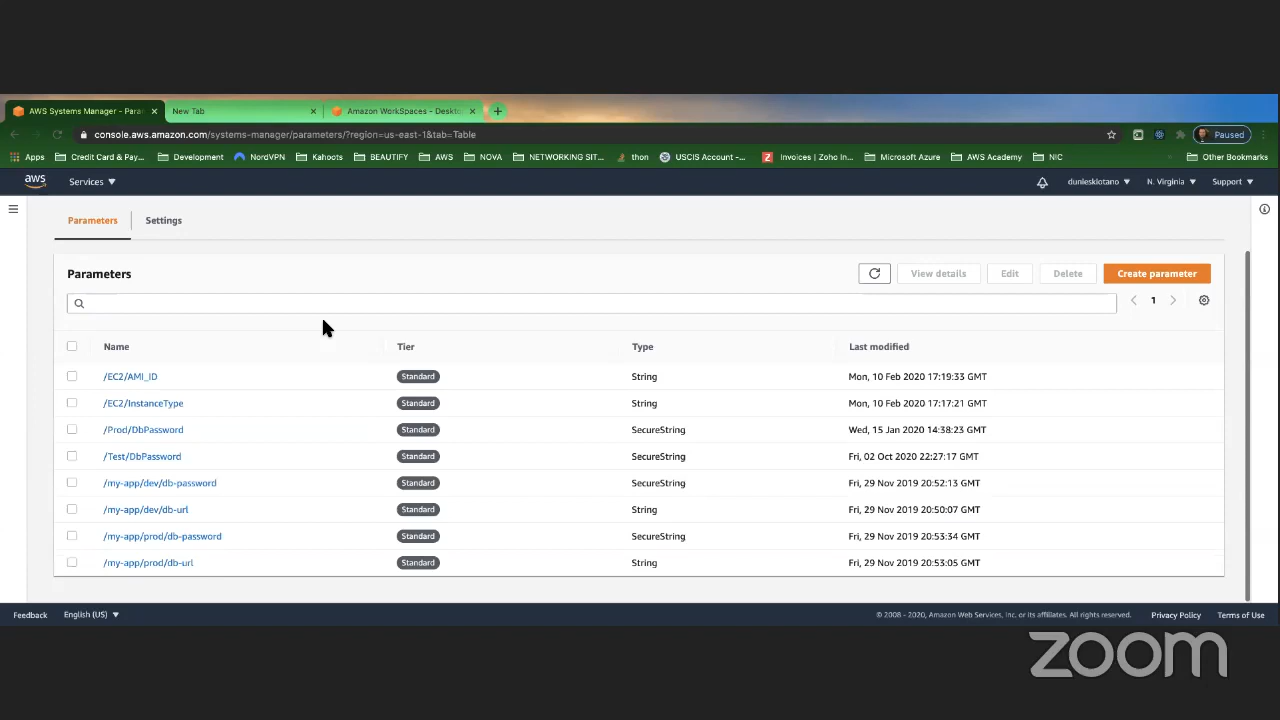 AWS Systems Manager - Para
New Tab
Amazon WorkSpaces - Deskto
console.aws.amazon.com/systems-manager/parameters/?region=us-east-1&tab=Table
Paused
Apps Credit Card & Pay... Development NordVPN Kahoots BEAUTIFY AWS NOVA NETWORKING SIT... thon USCIS Account -... Invoices | Zoho In... Microsoft Azure AWS Academy NIC Other Bookmarks
aws Services dunieskiotano N. Virginia Support
Parameters Settings
Parameters View details Edit Delete Create parameter
1
Name Tier Type Last modified
/EC2/AMI_ID Standard String Mon, 10 Feb 2020 17:19:33 GMT
/EC2/InstanceType Standard String Mon, 10 Feb 2020 17:17:21 GMT
/Prod/DbPassword Standard SecureString Wed, 15 Jan 2020 14:38:23 GMT
/Test/DbPassword Standard SecureString Fri, 02 Oct 2020 22:27:17 GMT
/my-app/dev/db-password Standard SecureString Fri, 29 Nov 2019 20:52:13 GMT
/my-app/dev/db-url Standard String Fri, 29 Nov 2019 20:50:07 GMT
/my-app/prod/db-password Standard SecureString Fri, 29 Nov 2019 20:53:34 GMT
/my-app/prod/db-url Standard String Fri, 29 Nov 2019 20:53:05 GMT
Feedback English (US) © 2008 - 2020, Amazon Web Services, Inc. or its affiliates. All rights reserved. Privacy Policy Terms of Use
zoom